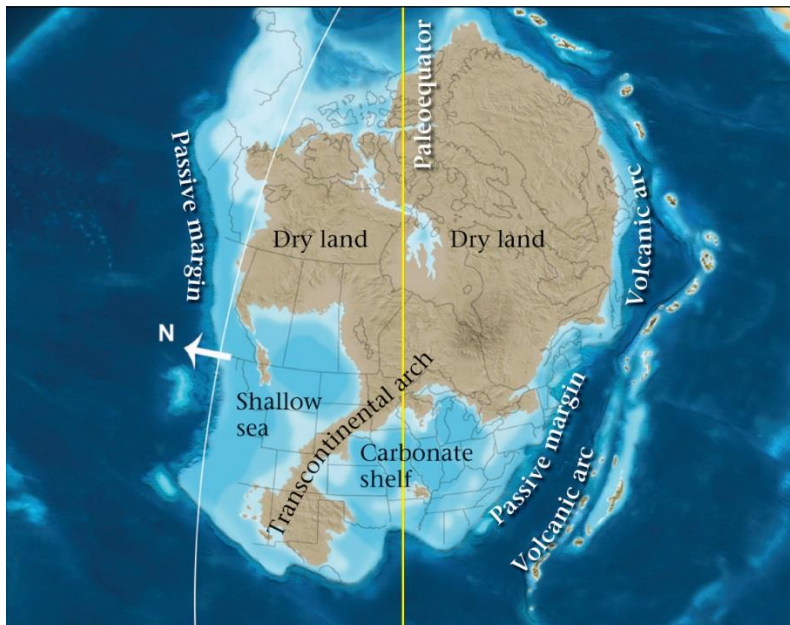 Paleoequator
Passive margin
Volcanic arc
Dry land
Dry land
N
Shallow
sea
Transcontinental arch
Carbonate
shelf
Passive margin
Volcanic arc